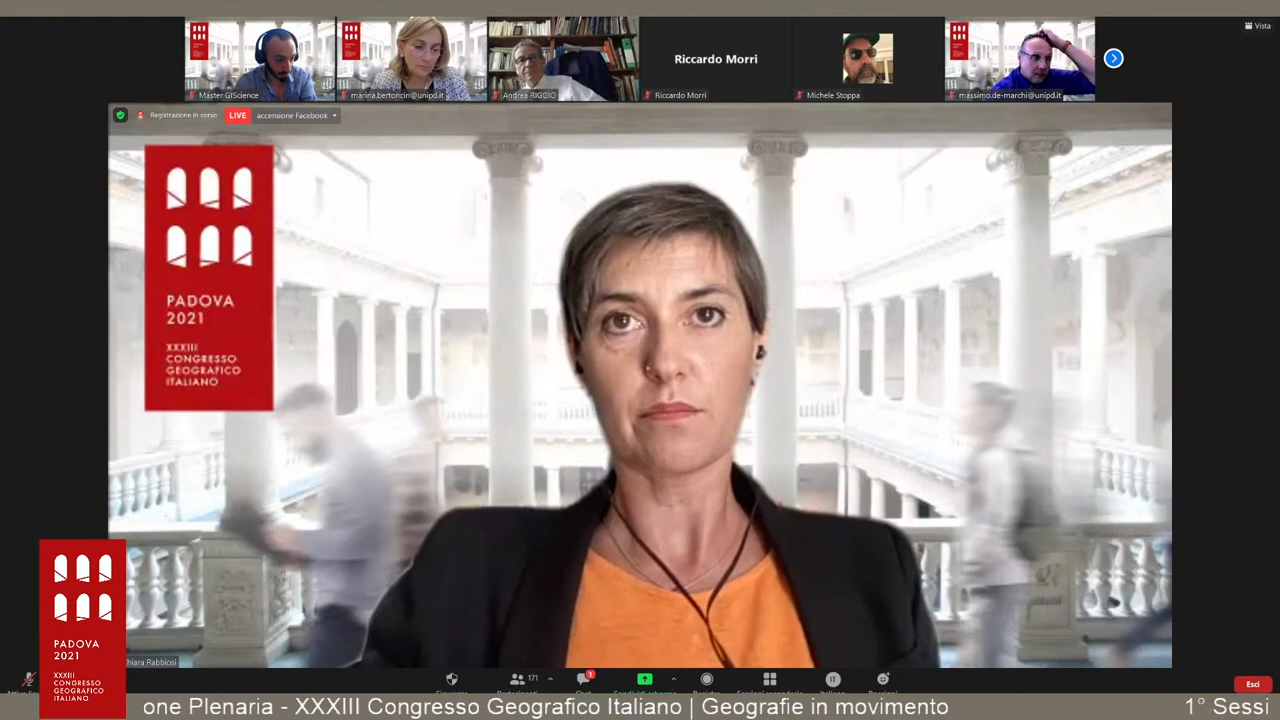 Riccardo Morri
Vista
Master GIScience
marina.bertoncin@unipd.it
Andrea RIGGIO
Riccardo Morri
Michele Stoppa
massimo.de-marchi@unipd.it
Registrazione in corso
LIVE
accensione Facebook
PADOVA
2021
XXXIII
CONGRESSO
GEOGRAFICO
ITALIANO
hiara Rabbiosi
PADOVA
2021
XXXIII
CONGRESSO
GEOGRAFICO
ITALIANO
171
1
IT
Esci
one Plenaria - XXXIII Congresso Geografico Italiano | Geografie in movimento
1° Sessi